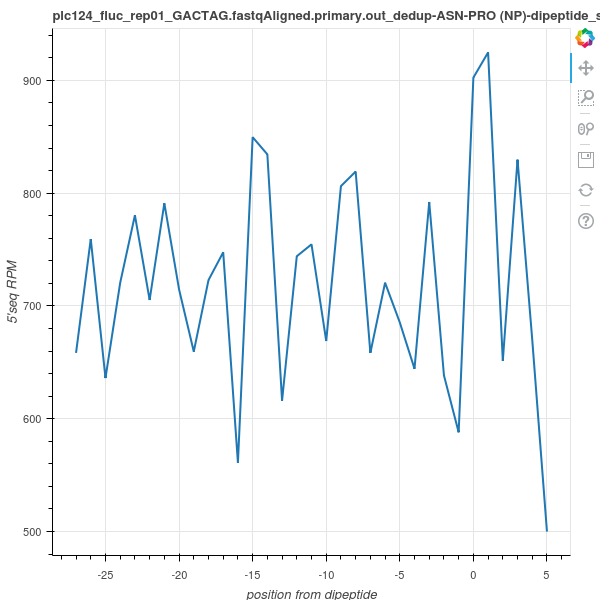 plc124_fluc_rep01_GACTAG.fastqAligned.primary.out_dedup-ASN-PRO (NP)-dipeptide_s
900
800
700
600
500
5'seq RPM
-25 -20 -15 -10 -5 0 5
position from dipeptide